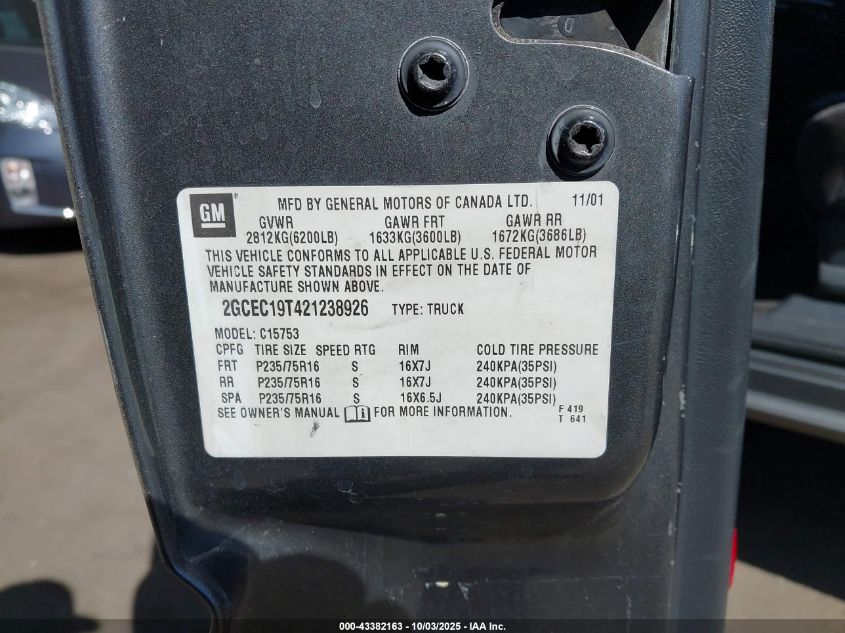 GM ® MFD BY GENERAL MOTORS OF CANADA LTD. 11/01
GVWR GAWR FRT GAWR RR
2812KG(6200LB) 1633KG(3600LB) 1672KG(3686LB)
THIS VEHICLE CONFORMS TO ALL APPLICABLE U.S. FEDERAL MOTOR
VEHICLE SAFETY STANDARDS IN EFFECT ON THE DATE OF
MANUFACTURE SHOWN ABOVE.
2GCEC19T421238926 TYPE: TRUCK
MODEL: C15753
CPFG TIRE SIZE SPEED RTG RIM COLD TIRE PRESSURE
FRT P235/75R16 S 16X7J 240KPA(35PSI)
RR P235/75R16 S 16X7J 240KPA(35PSI)
SPA P235/75R16 S 16X6.5J 240KPA(35PSI)
SEE OWNER'S MANUAL FOR MORE INFORMATION.
F 419
T 641
000-43382163 - 10/03/2025 - IAA Inc.